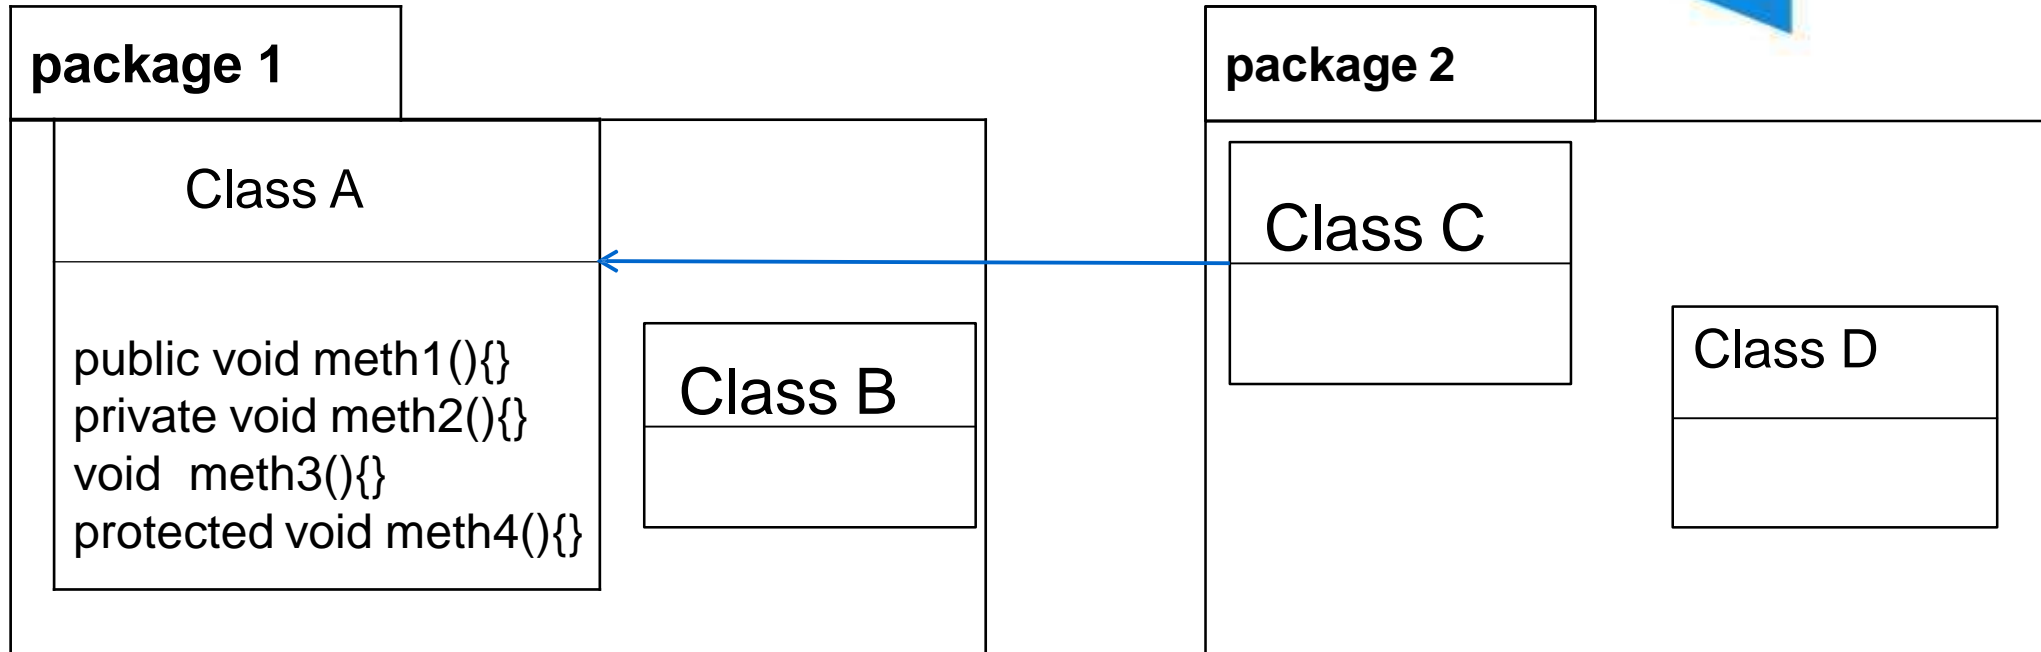 package 1
Class A
public void meth1(){}
private void meth2(){}
void  meth3(){}
protected void meth4(){}
Class B
package 2
Class C
Class D